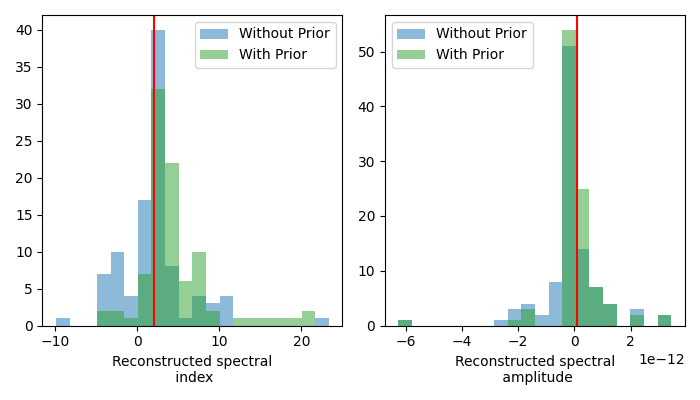 40
35
30
25
20
15
10
5
0
−10
0
10
20
Without Prior
With Prior
Reconstructed spectral
index
50
40
30
20
10
0
−6
−4
−2
0
2
1e−12
Without Prior
With Prior
Reconstructed spectral
amplitude